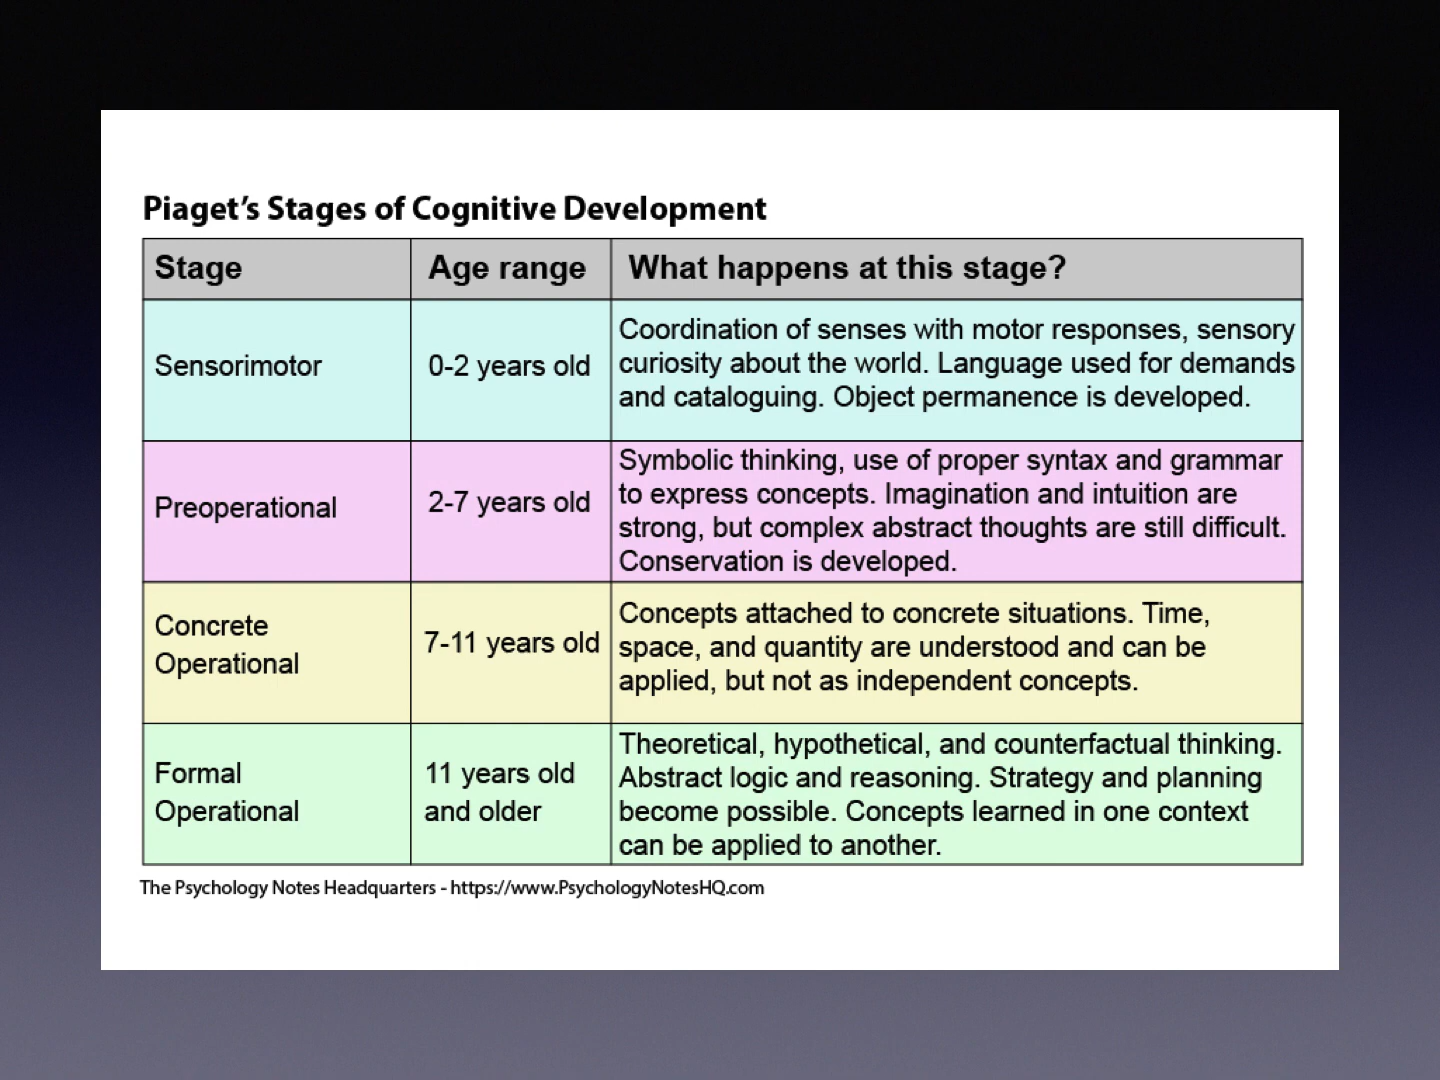 Piaget’s Stages of Cognitive Development
Stage
Age range
What happens at this stage?
Sensorimotor
0-2 years old
Coordination of senses with motor responses, sensory
curiosity about the world. Language used for demands
and cataloguing. Object permanence is developed.
Preoperational
2-7 years old
Symbolic thinking, use of proper syntax and grammar
to express concepts. Imagination and intuition are
strong, but complex abstract thoughts are still difficult.
Conservation is developed.
Concrete
Operational
7-11 years old
Concepts attached to concrete situations. Time,
space, and quantity are understood and can be
applied, but not as independent concepts.
Formal
Operational
11 years old
and older
Theoretical, hypothetical, and counterfactual thinking.
Abstract logic and reasoning. Strategy and planning
become possible. Concepts learned in one context
can be applied to another.
The Psychology Notes Headquarters - https://www.PsychologyNotesHQ.com